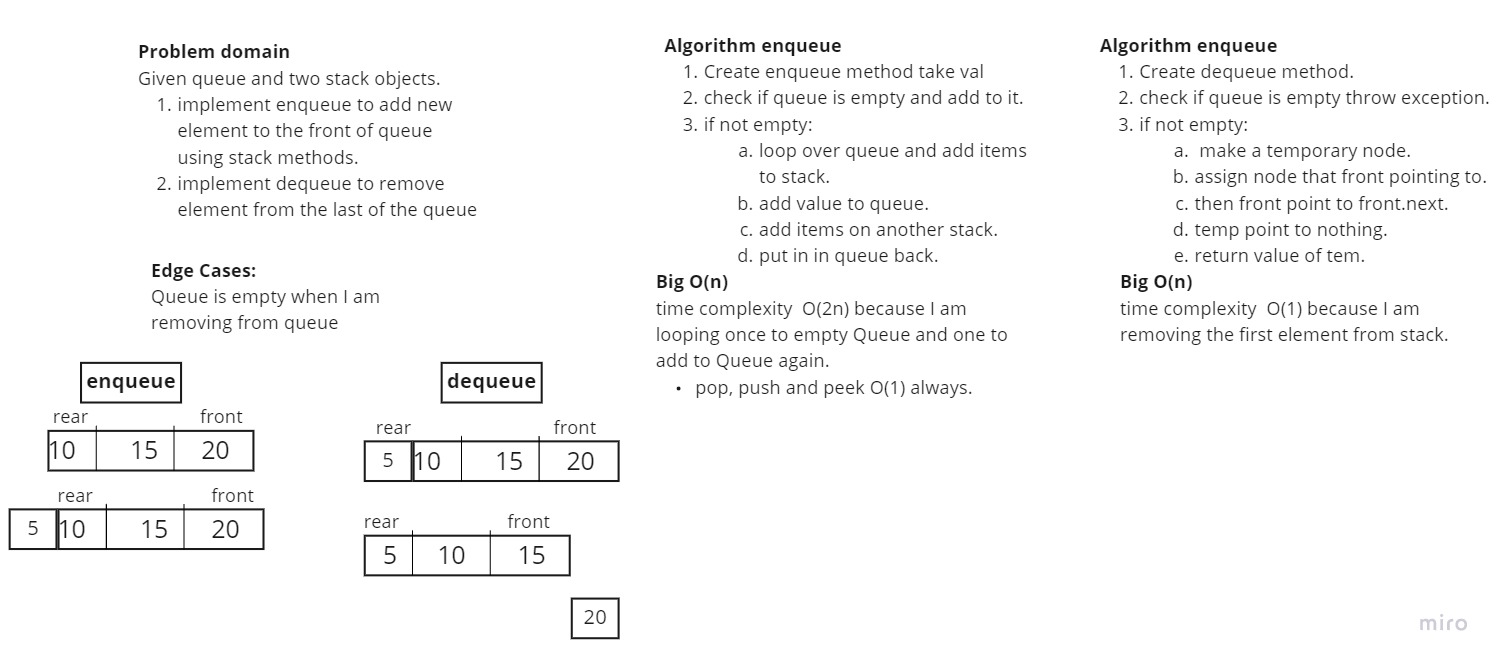 Problem domain
Given queue and two stack objects.
1. implement enqueue to add new
element to the front of queue
using stack methods.
2. implement dequeue to remove
element from the last of the queue
Edge Cases:
Queue is empty when I am
removing from queue
enqueue
rear front
10 15 20
rear front
5 10 15 20
dequeue
rear front
5 10 15 20
rear front
5 10 15
20
Algorithm enqueue
1. Create enqueue method take val
2. check if queue is empty and add to it.
3. if not empty:
a. loop over queue and add items
to stack.
b. add value to queue.
c. add items on another stack.
d. put in in queue back.
Big O(n)
time complexity O(2n) because I am
looping once to empty Queue and one to
add to Queue again.
• pop, push and peek O(1) always.
Algorithm enqueue
1. Create dequeue method.
2. check if queue is empty throw exception.
3. if not empty:
a. make a temporary node.
b. assign node that front pointing to.
c. then front point to front.next.
d. temp point to nothing.
e. return value of tem.
Big O(n)
time complexity O(1) because I am
removing the first element from stack.
miro